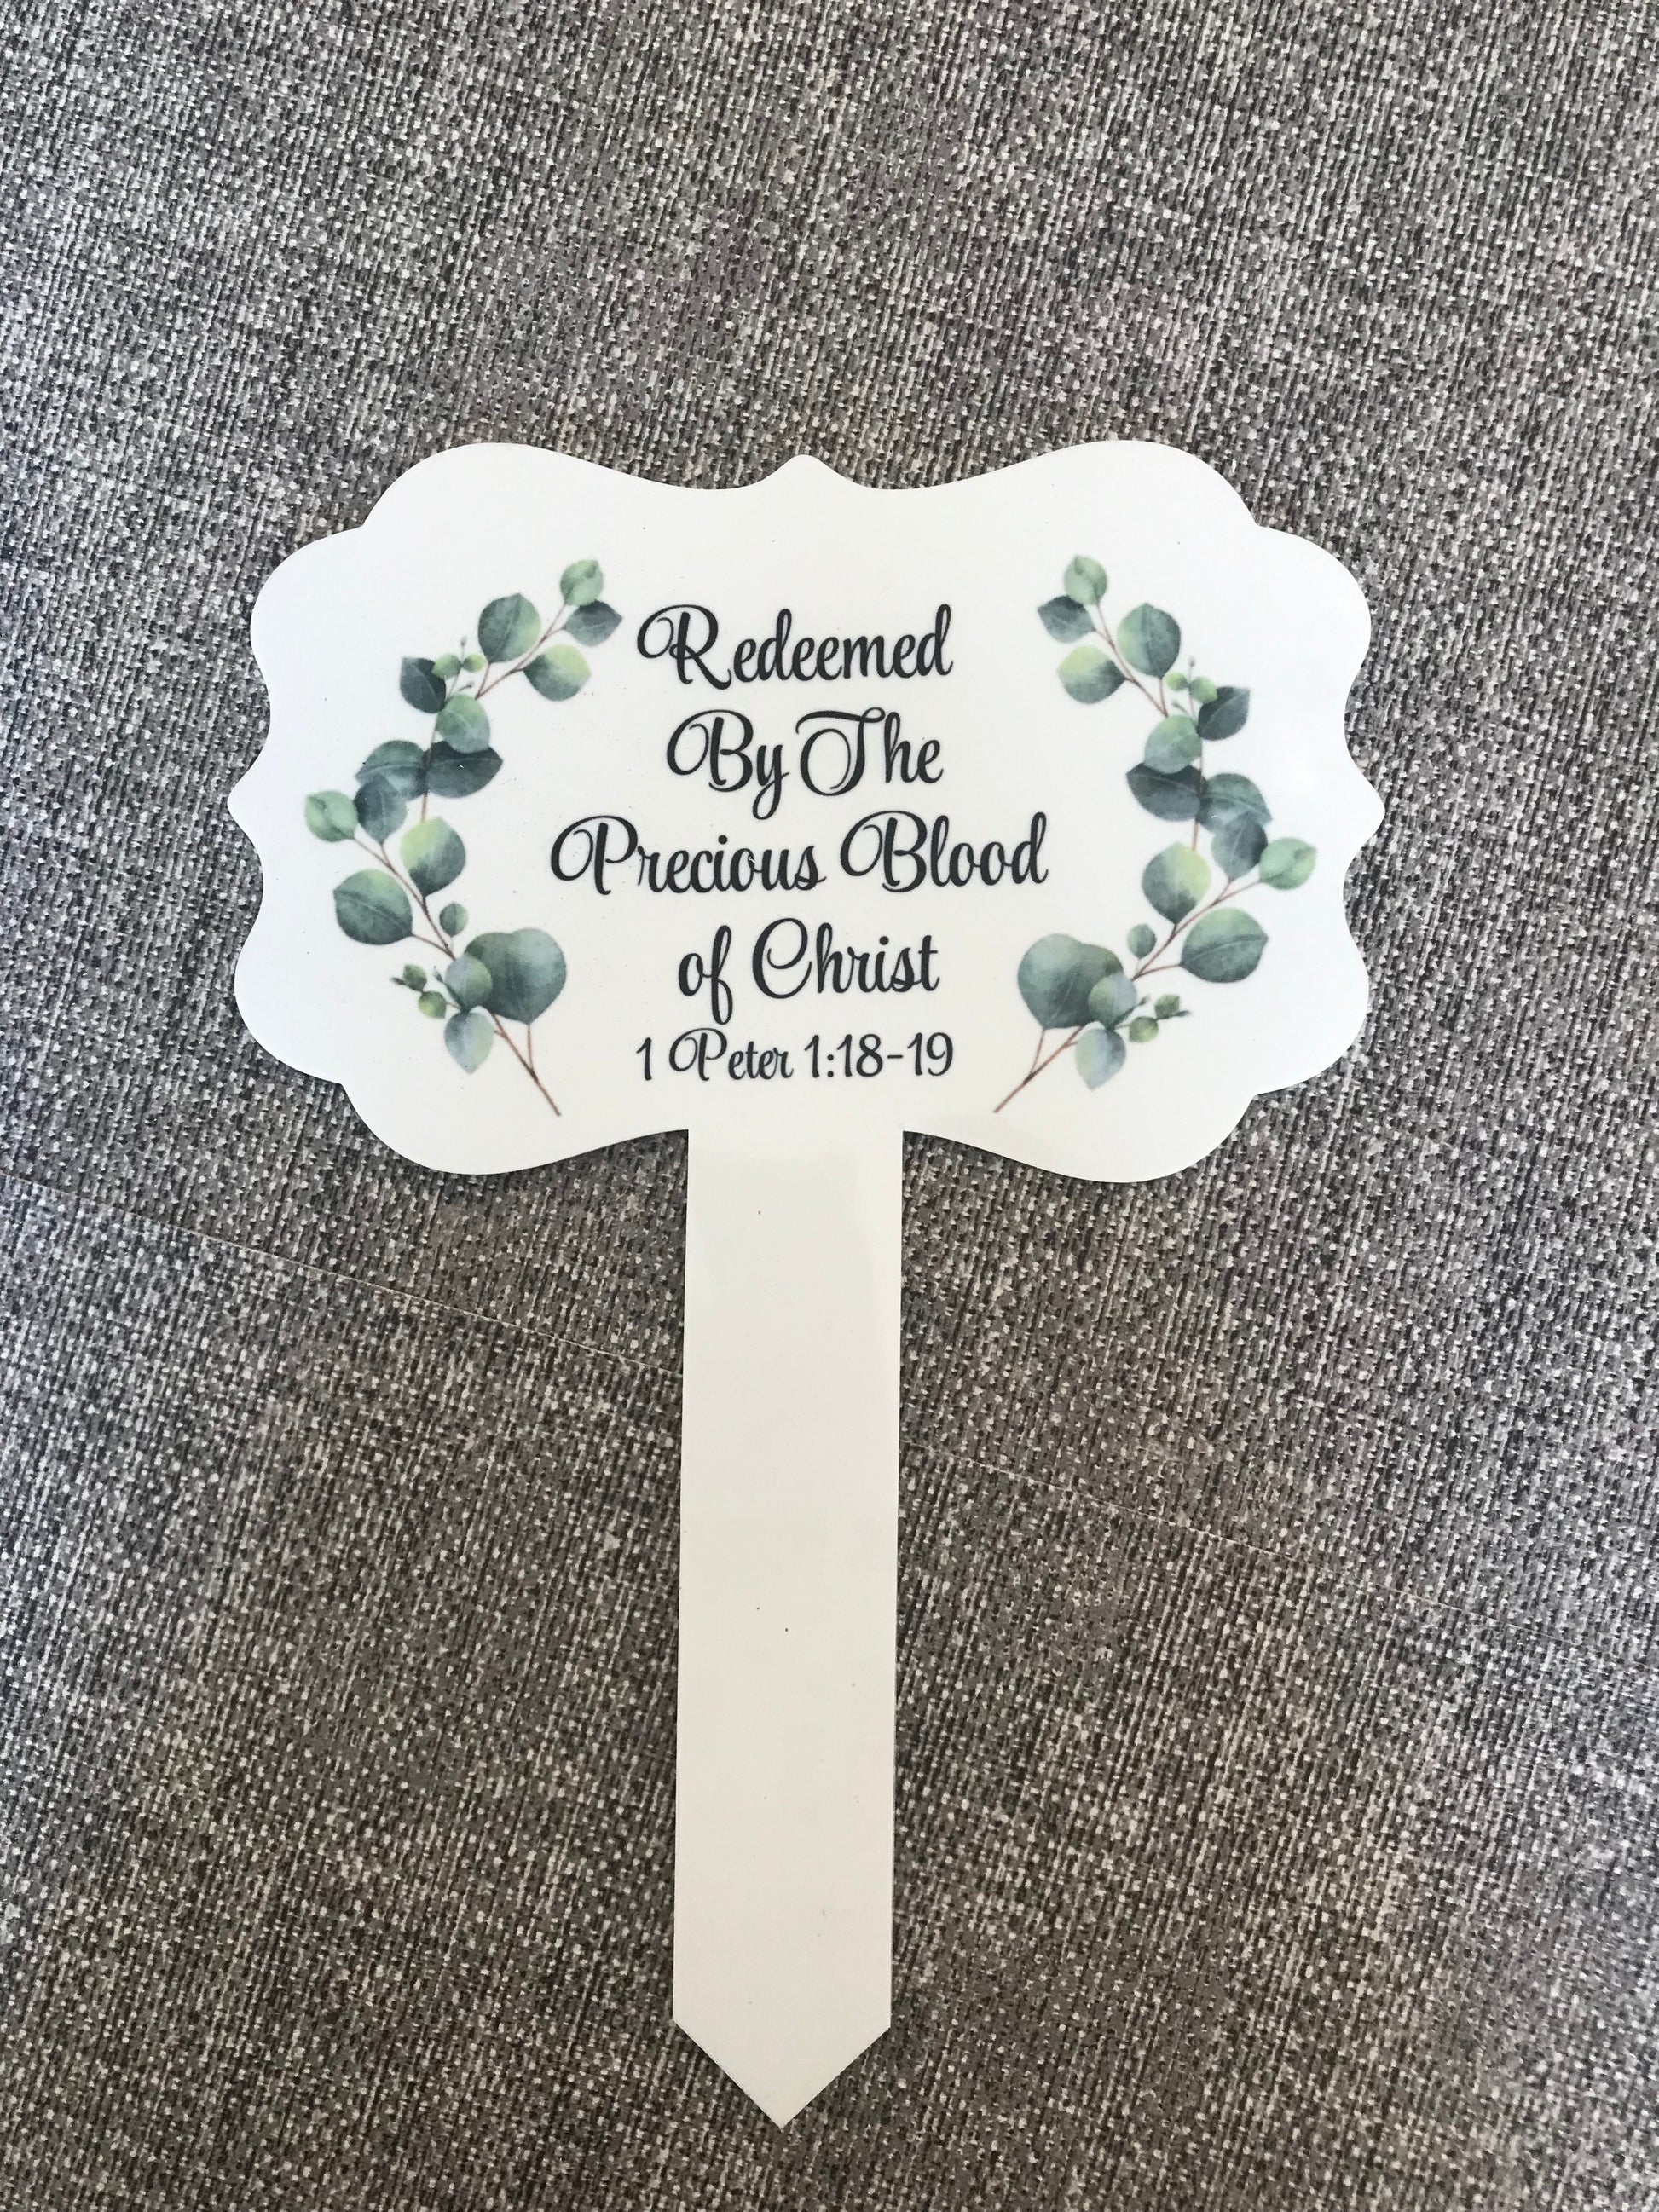 Redeemed
By The
Precious Blood
of Christ
1 Peter 1:18-19